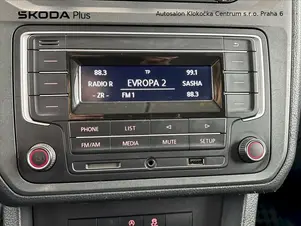 ŠKODA Plus
Autosalon Klokočka Centrum s.r.o. Praha 6
88.3 TP 99.1
RADIO R EVROPA 2 SASHA
- ZR - FM1 88.3
PHONE LIST
FM/AM MEDIA MUTE SETUP